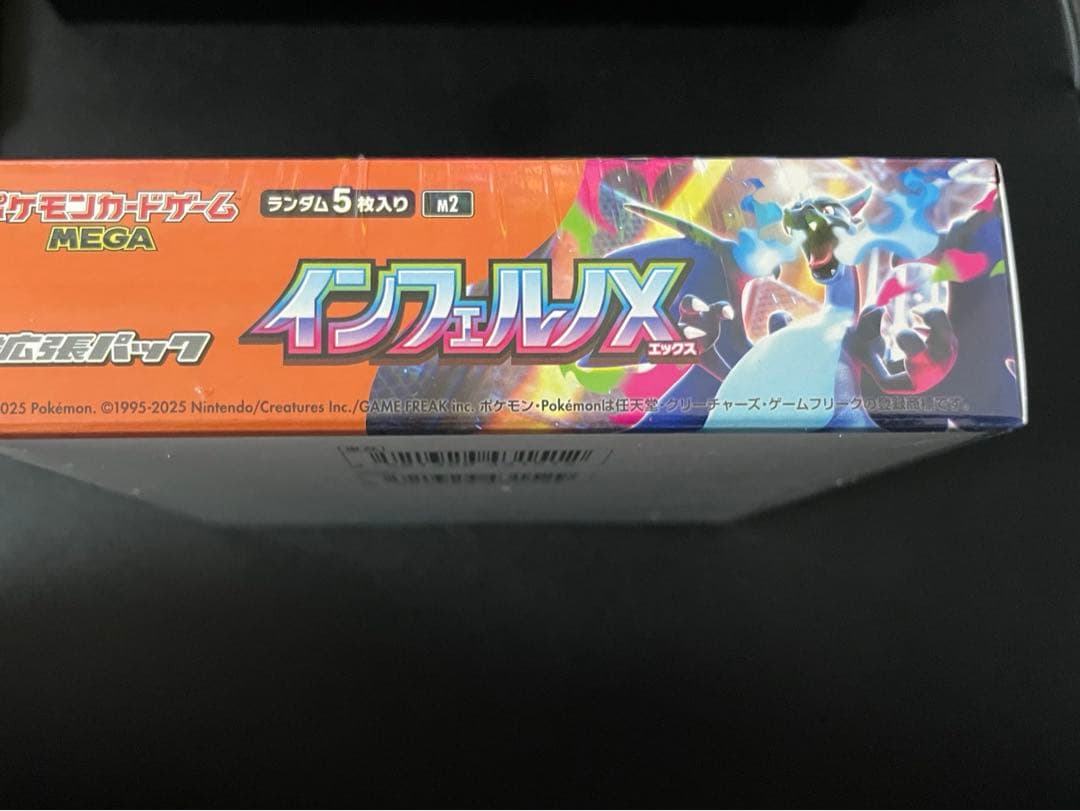 ポケモンカードゲーム
MEGA
ランダム5枚入り M2
拡張パック
インフェルノX
エックス
2025 Pokémon. ©1995-2025 Nintendo/Creatures Inc./GAME FREAK inc. ポケモン・Pokémonは任天堂・クリーチャーズ・ゲームフリークの登録商標です。